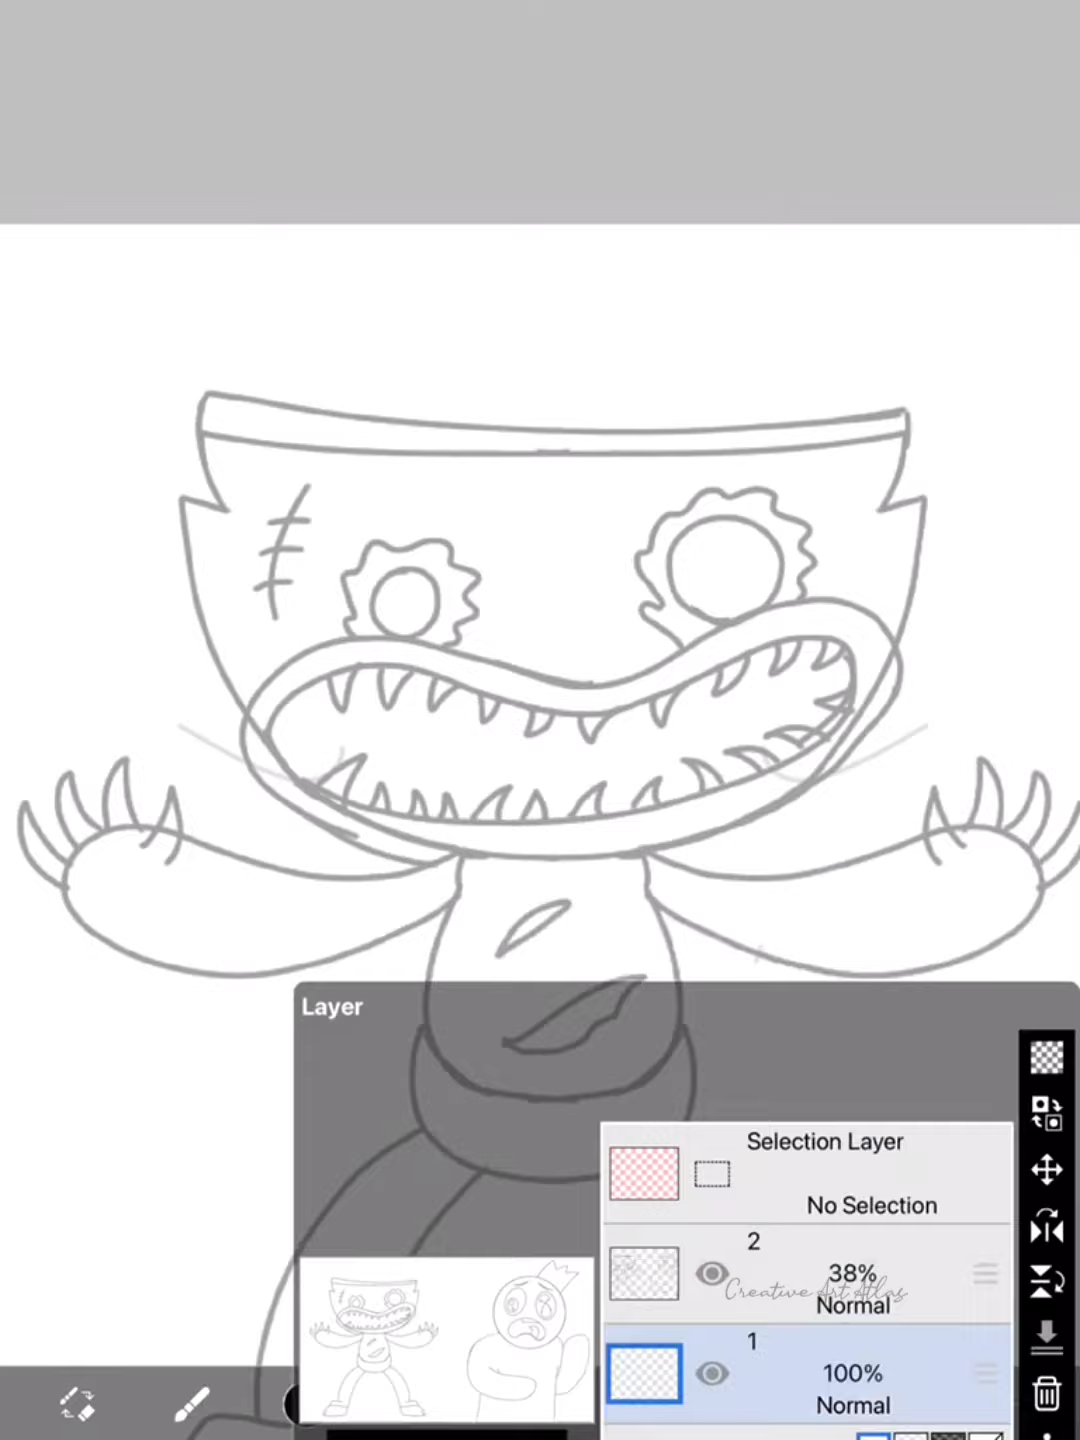 Layer
Selection Layer
No Selection
2
38%
Creative Art Atlas
Normal
1
100%
Normal